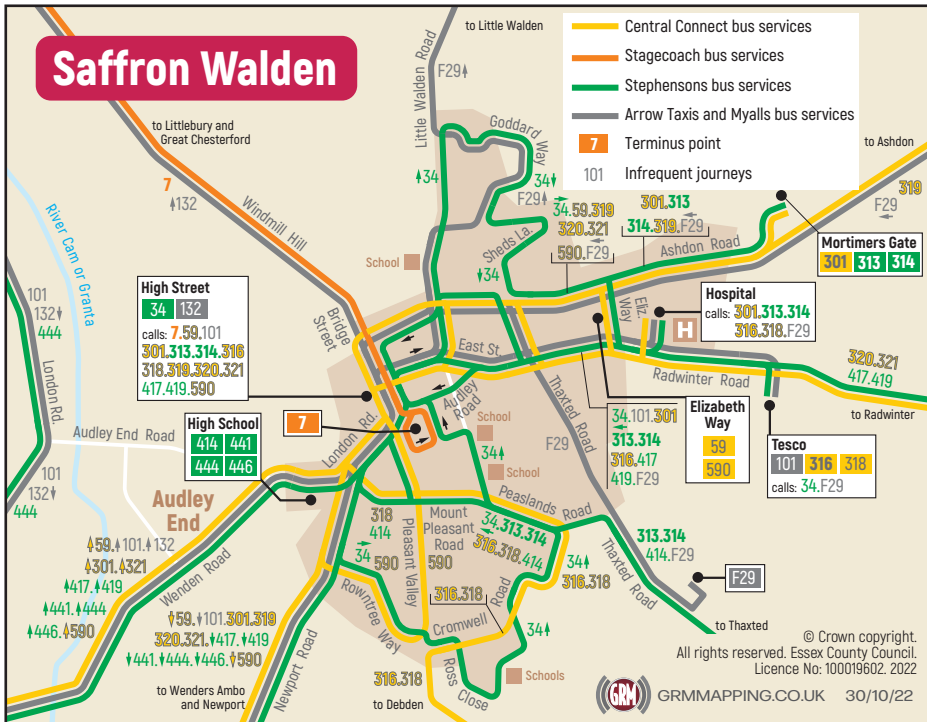 Saffron Walden
Central Connect bus services
Stagecoach bus services
Stephensons bus services
Arrow Taxis and Myalls bus services
7 Terminus point
101 Infrequent journeys
to Little Walden
Little Walden Road
F29
Goddard Way
to Littlebury and
Great Chesterford
7
132
Windmill Hill
River Cam or Granta
34
34
F29
34.59.319
320.321
590.F29
301.313
314.319.F29
Sheds La.
34
School
Ashdon Road
to Ashdon
319
F29
Mortimers Gate
301 313 314
High Street
34 132
calls: 7.59.101
301.313.314.316
318.319.320.321
417.419.590
Bridge Street
East St.
Audley Road
Eliz. Way
Hospital
calls: 301.313.314
316.318.F29
H
Radwinter Road
320.321
417.419
to Radwinter
101
132
444
London Rd.
101
132
444
Audley End Road
Audley
End
High School
414 441
444 446
London Rd.
7
School
School
34
Thaxted Road
F29
34.101.301
313.314
316.417
419.F29
Elizabeth
Way
59
590
Tesco
101 316 318
calls: 34.F29
Peaslands Road
Mount
Pleasant
Road
Pleasant Valley
318
414
34
590
590
34.313.314
316.318.414
34
316.318
316.318
Cromwell Road
34
Rowntree Way
Ross Close
Schools
316.318
to Debden
313.314
414.F29
Thaxted Road
F29
to Thaxted
59.101.132
301.321
417.419
441.444
446.590
Wenden Road
59.101.301.319
320.321.417.419
441.444.446.590
Newport Road
to Wenders Ambo
and Newport
© Crown copyright.
All rights reserved. Essex County Council.
Licence No: 100019602. 2022
GRM GRMMAPPING.CO.UK 30/10/22